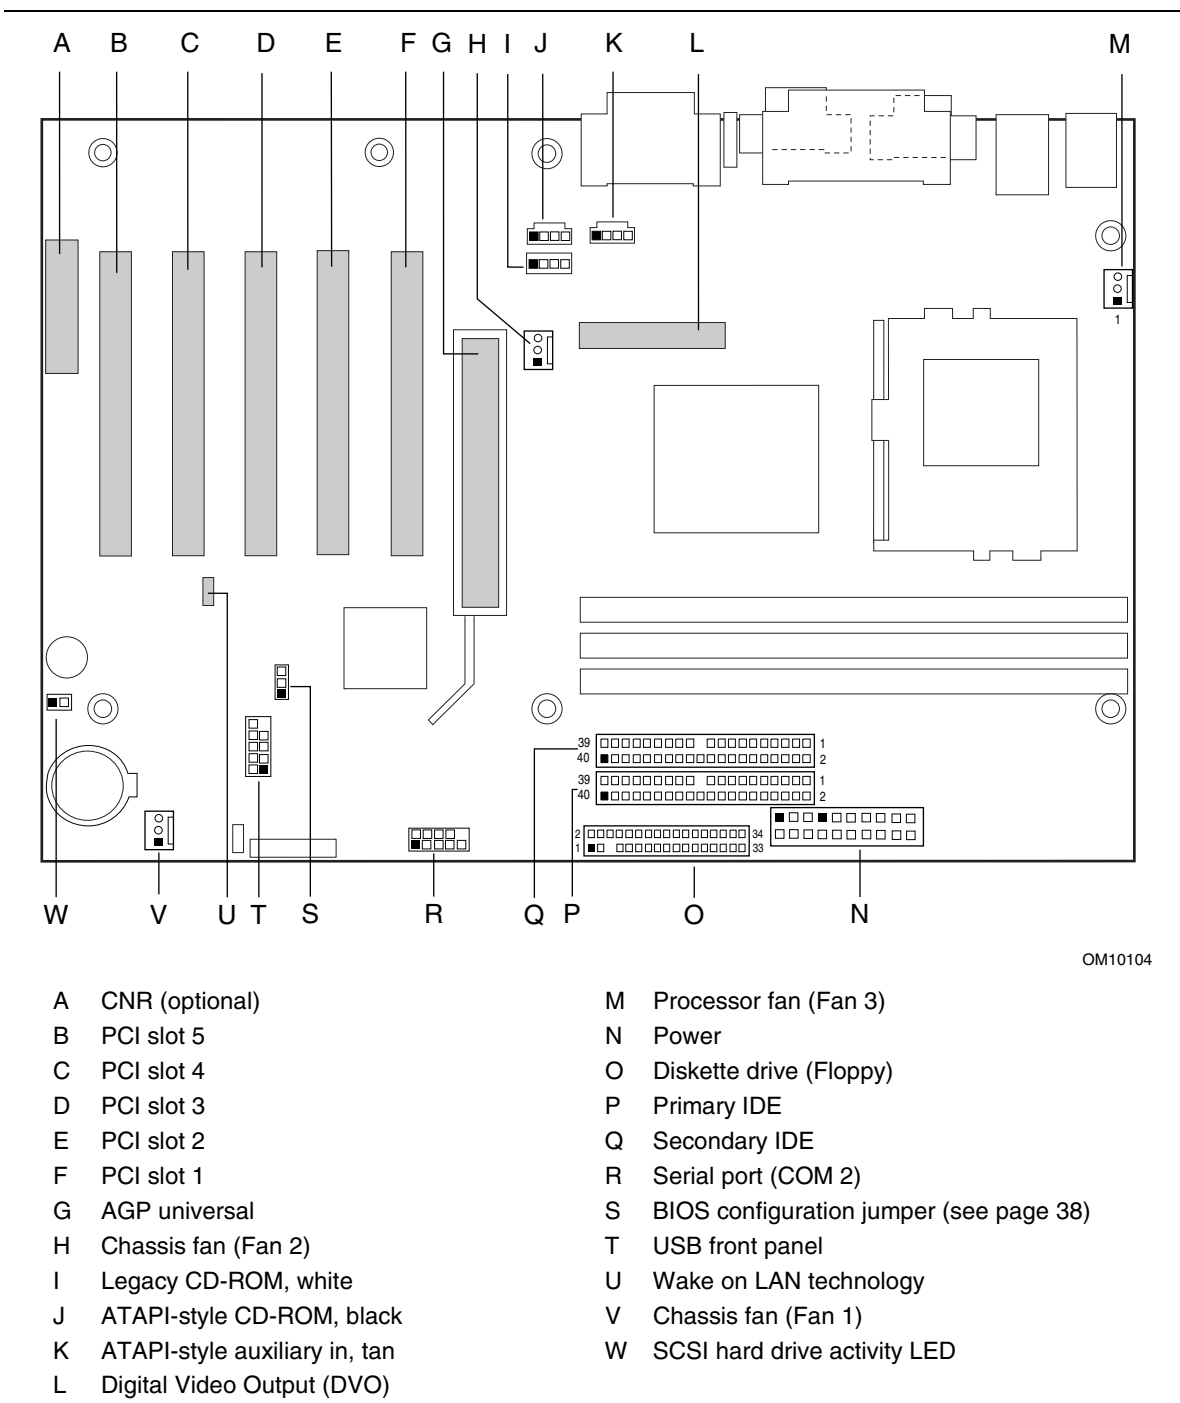 A B C D E F G H I J K L M
1
39 1
40 2
39 1
40 2
2 34
1 33
W V U T S R Q P O N
OM10104
A CNR (optional)
B PCI slot 5
C PCI slot 4
D PCI slot 3
E PCI slot 2
F PCI slot 1
G AGP universal
H Chassis fan (Fan 2)
I Legacy CD-ROM, white
J ATAPI-style CD-ROM, black
K ATAPI-style auxiliary in, tan
L Digital Video Output (DVO)
M Processor fan (Fan 3)
N Power
O Diskette drive (Floppy)
P Primary IDE
Q Secondary IDE
R Serial port (COM 2)
S BIOS configuration jumper (see page 38)
T USB front panel
U Wake on LAN technology
V Chassis fan (Fan 1)
W SCSI hard drive activity LED